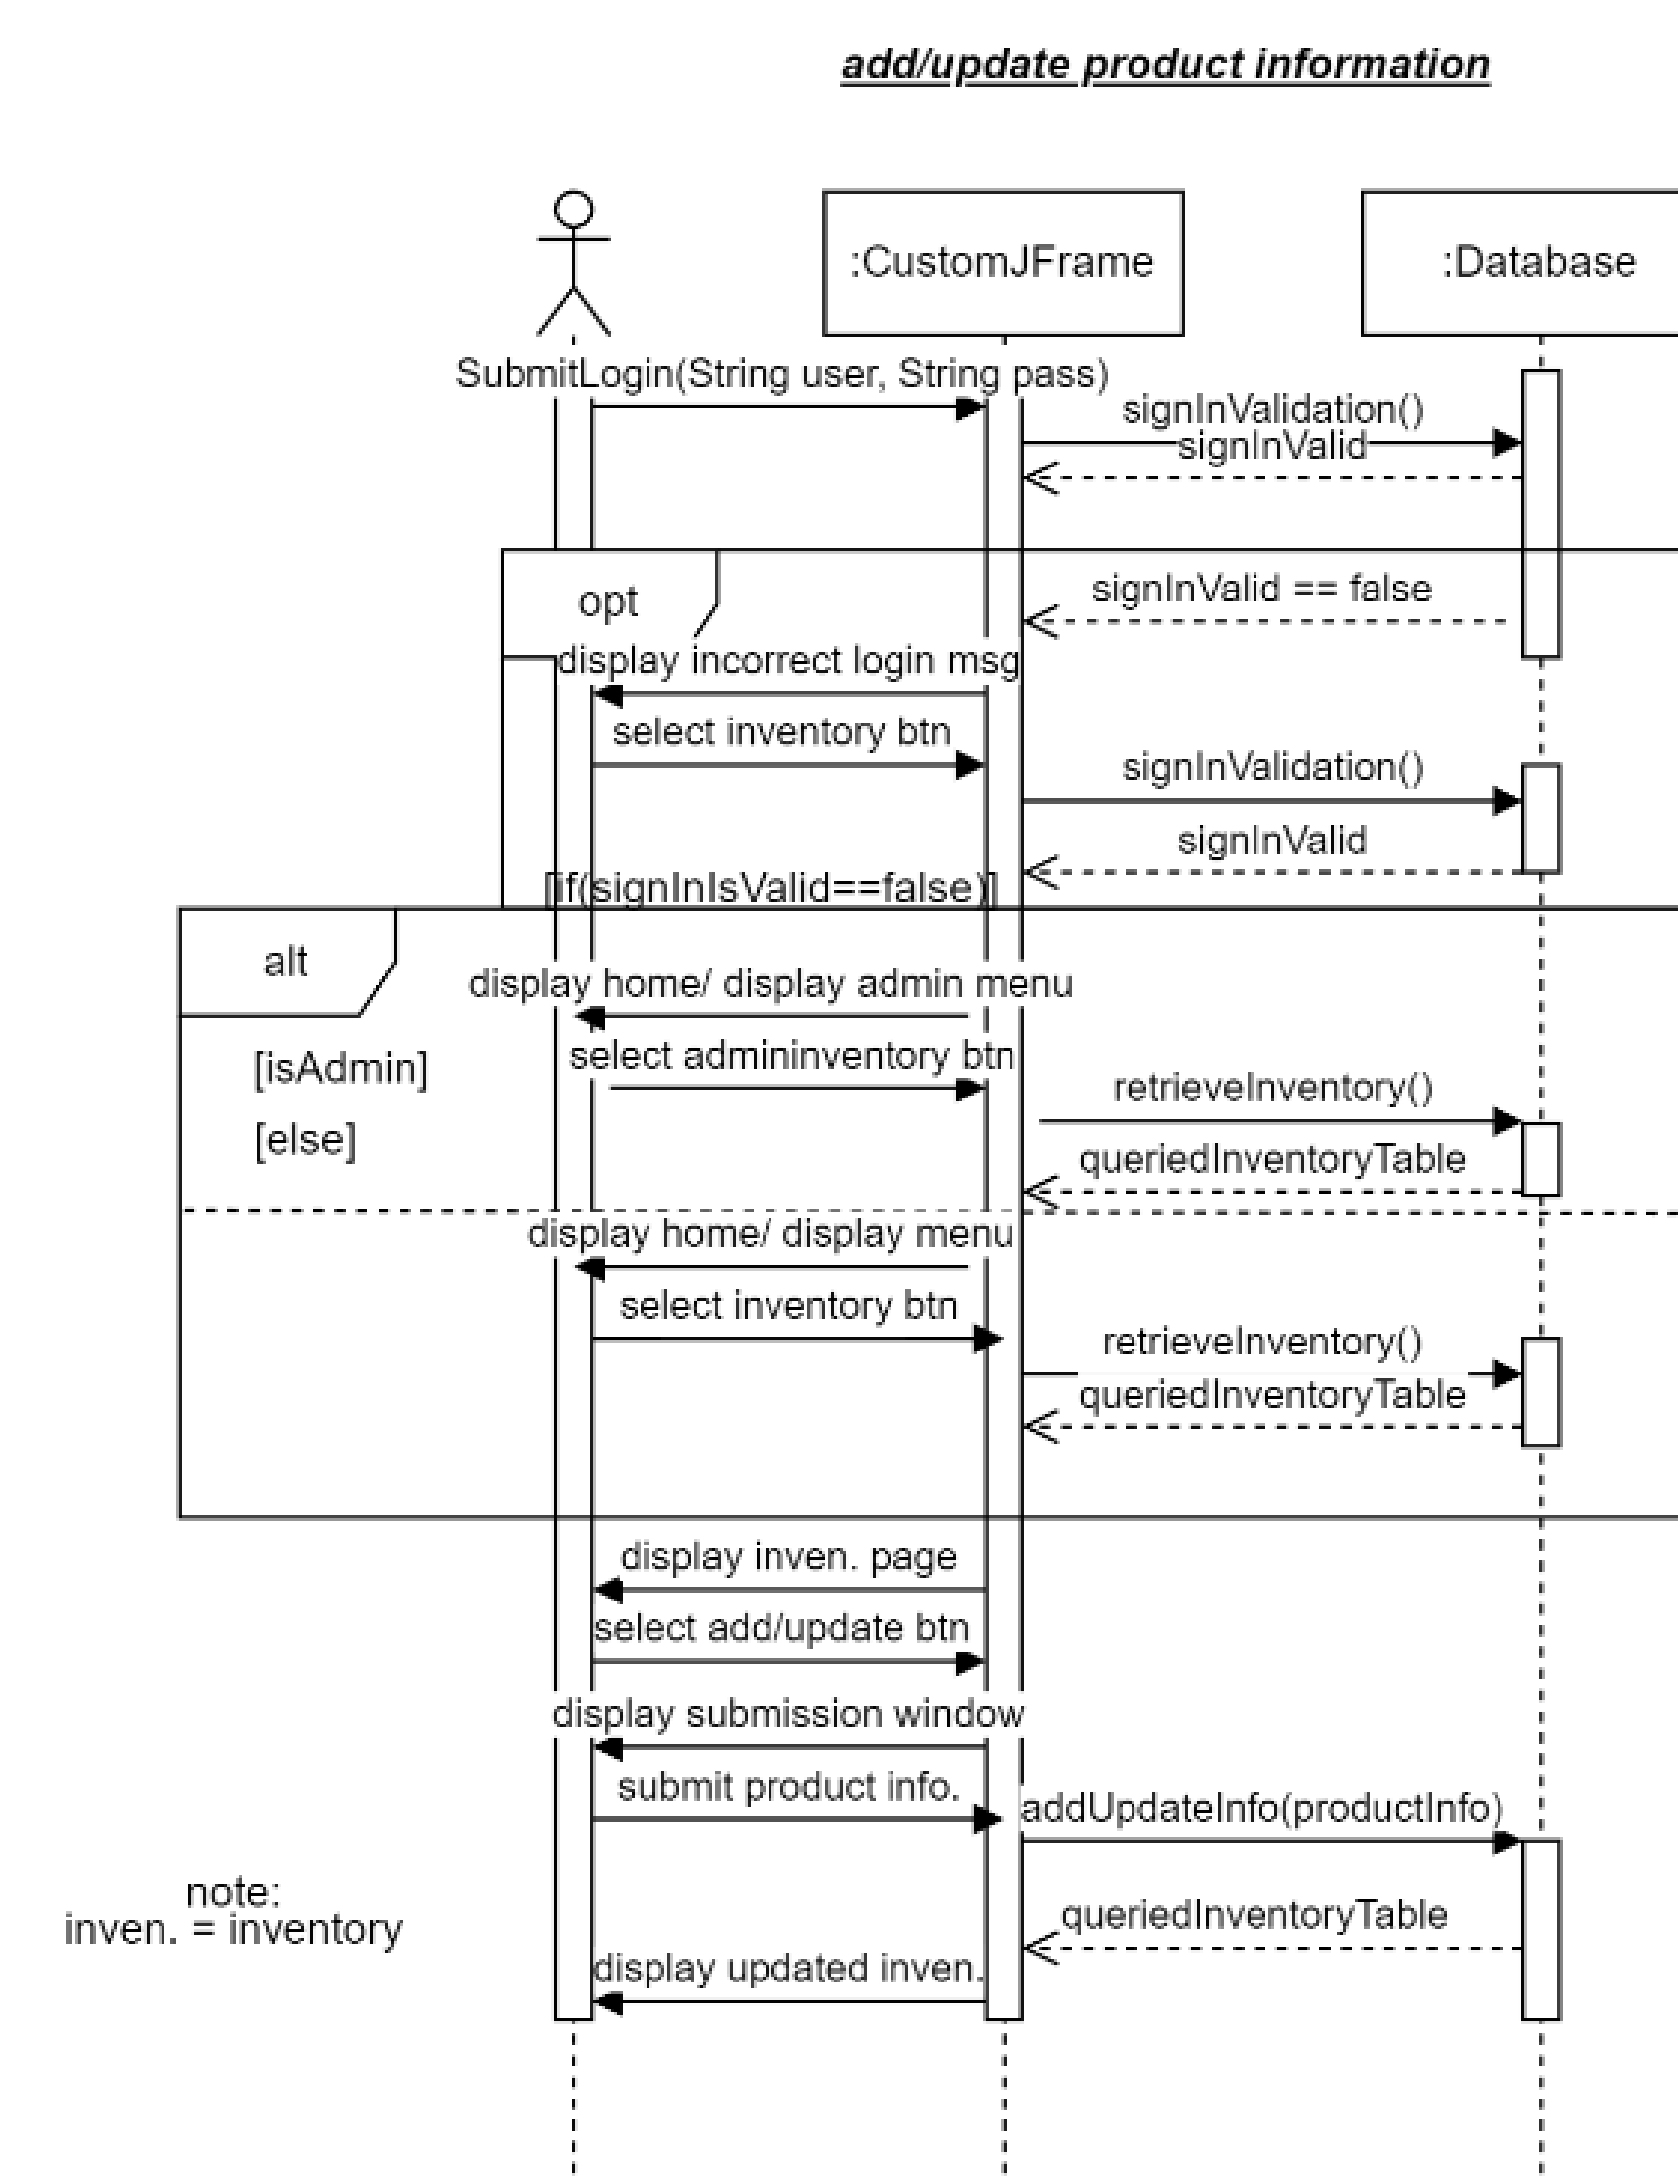 add/update product information
:CustomJFrame
:Database
SubmitLogin(String user, String pass)
signInValidation()
signInValid
opt
signInValid == false
display incorrect login msg
select inventory btn
signInValidation()
signInValid
[if(signInIsValid==false)]
alt
display home/ display admin menu
[isAdmin]
select admininventory btn
retrieveInventory()
[else]
queriedInventoryTable
display home/ display menu
select inventory btn
retrieveInventory()
queriedInventoryTable
display inven. page
select add/update btn
display submission window
submit product info.
addUpdateInfo(productInfo)
note:
inven. = inventory
queriedInventoryTable
display updated inven.